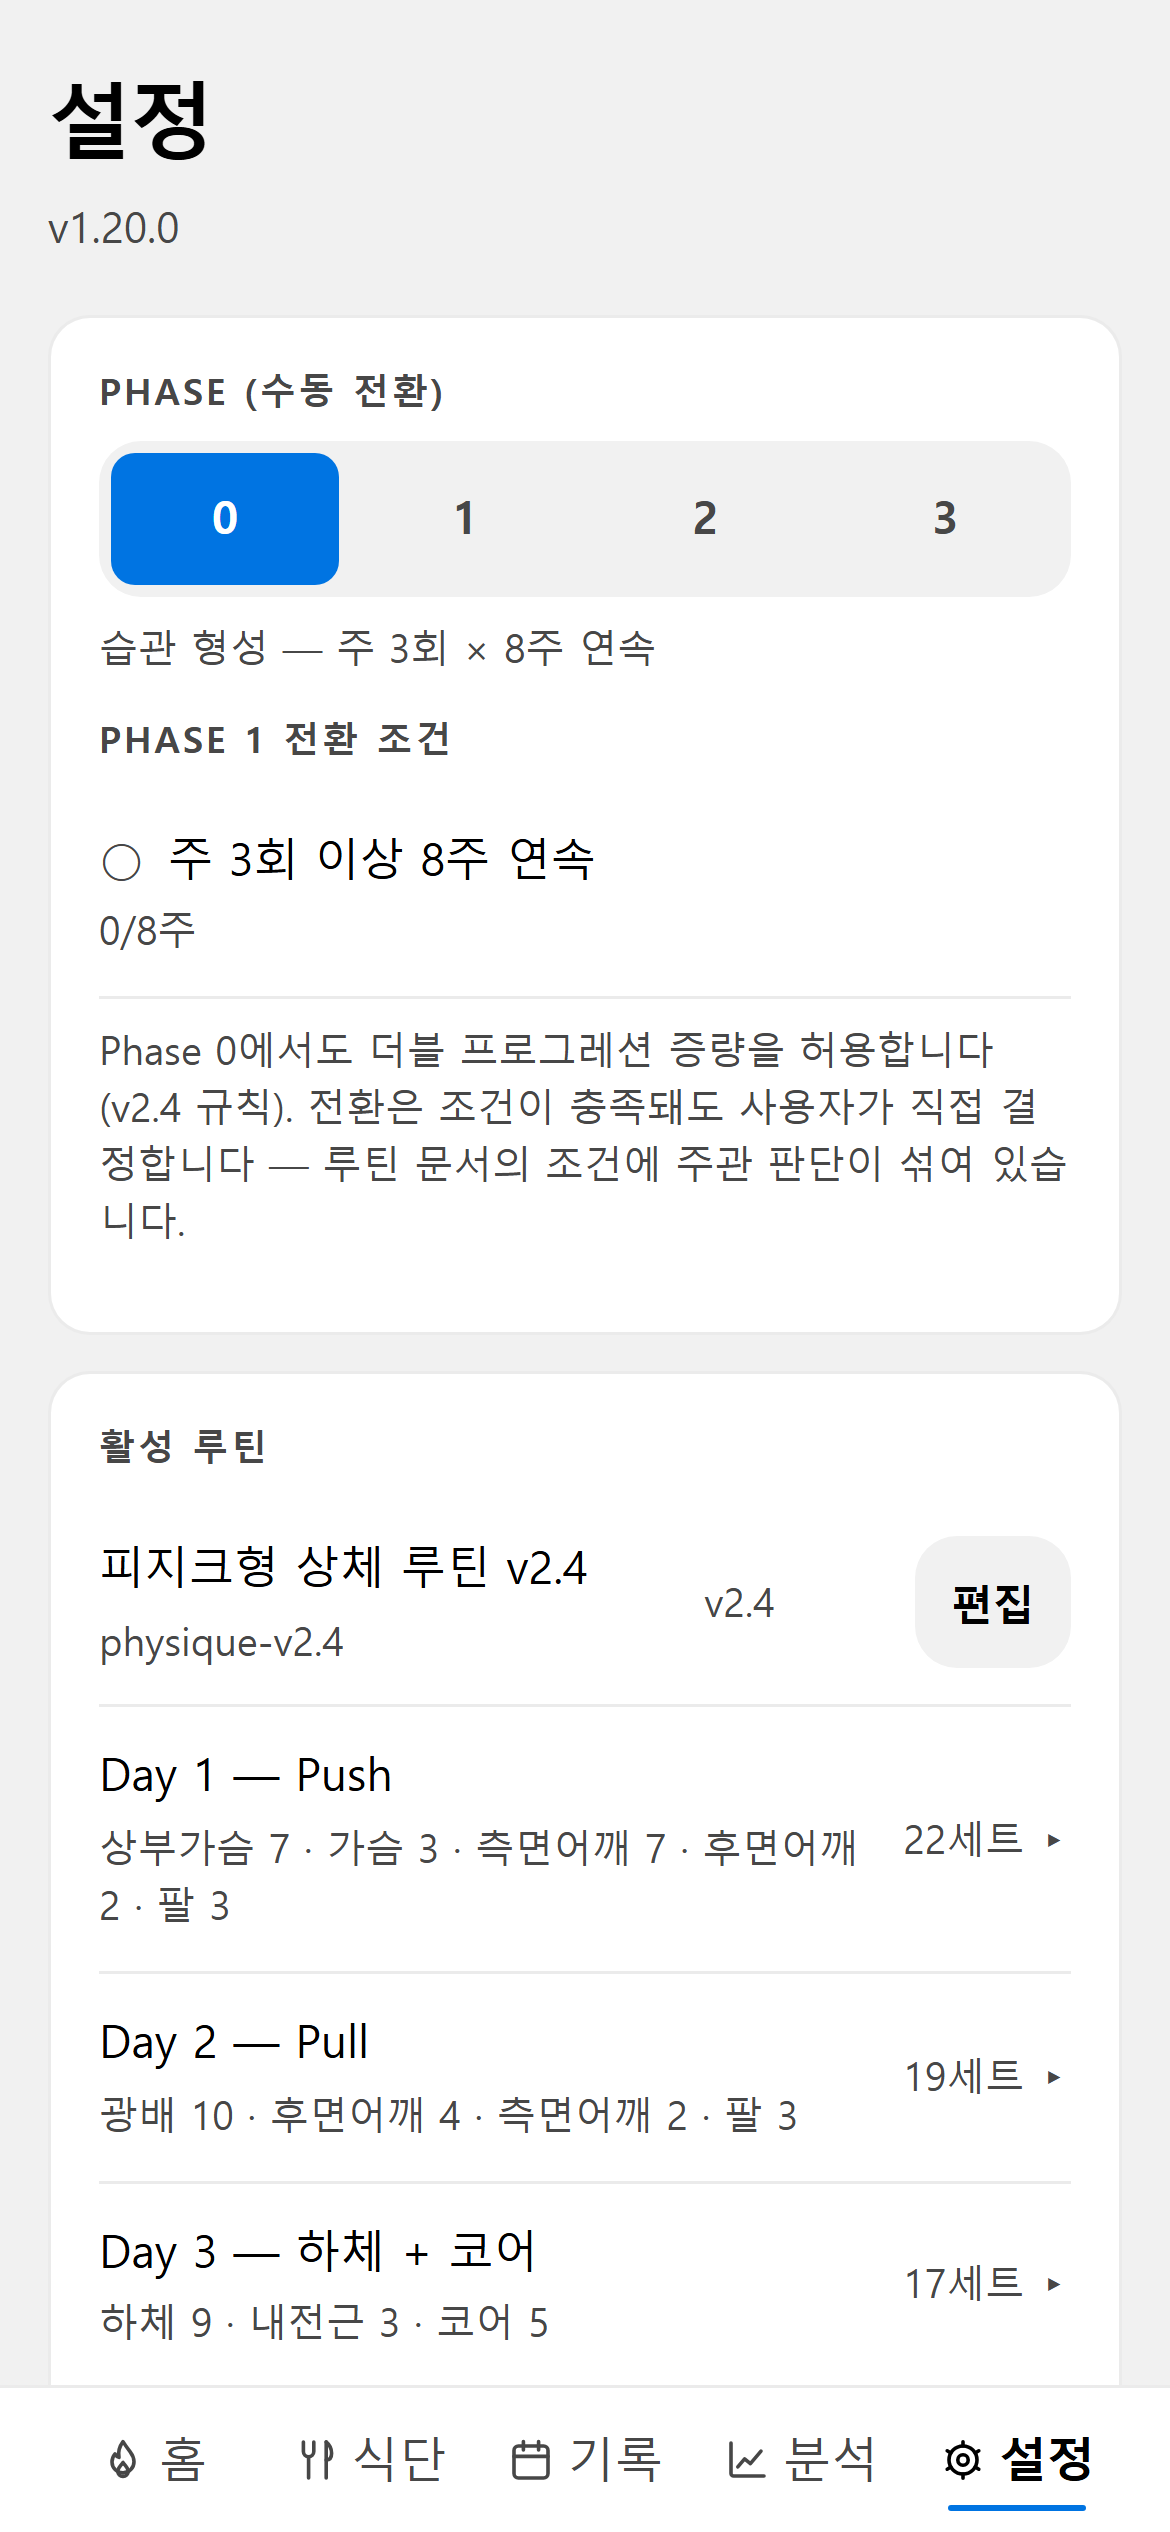 설정
v1.20.0
PHASE (수동 전환)
0 1 2 3
습관 형성 — 주 3회 × 8주 연속
PHASE 1 전환 조건
○ 주 3회 이상 8주 연속
0/8주
Phase 0에서도 더블 프로그레션 증량을 허용합니다
(v2.4 규칙). 전환은 조건이 충족돼도 사용자가 직접 결
정합니다 — 루틴 문서의 조건에 주관 판단이 섞여 있습
니다.
활성 루틴
피지크형 상체 루틴 v2.4
physique-v2.4
v2.4
편집
Day 1 — Push
상부가슴 7 · 가슴 3 · 측면어깨 7 · 후면어깨
2 · 팔 3
22세트 ▸
Day 2 — Pull
광배 10 · 후면어깨 4 · 측면어깨 2 · 팔 3
19세트 ▸
Day 3 — 하체 + 코어
하체 9 · 내전근 3 · 코어 5
17세트 ▸
홈 식단 기록 분석 설정